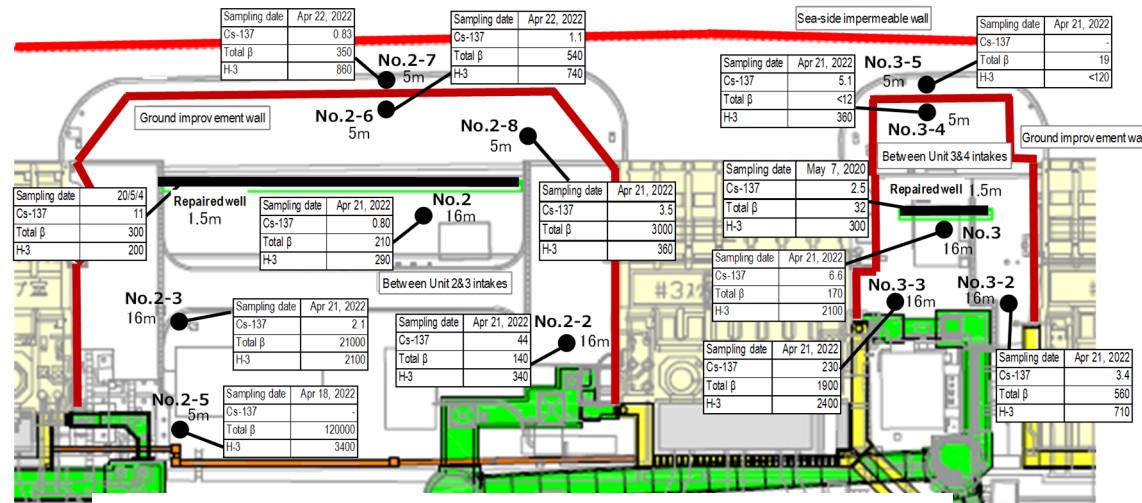 Sampling date Apr 22, 2022
Cs-137 0.83
Total β 350
H-3 860
Sampling date Apr 22, 2022
Cs-137 1.1
Total β 540
H-3 740
Sea-side impermeable wall
Sampling date Apr 21, 2022
Cs-137 -
Total β 19
H-3 <120
No.2-7
5m
No.2-6
5m
No.2-8
5m
Ground improvement wall
Sampling date Apr 21, 2022
Cs-137 5.1
Total β <12
H-3 360
No.3-5
5m
No.3-4
5m
Ground improvement wa
Between Unit 3&4 intakes
Sampling date 20/5/4
Cs-137 11
Total β 300
H-3 200
Repaired well
1.5m
Sampling date Apr 21, 2022
Cs-137 0.80
Total β 210
H-3 290
No.2
16m
Sampling date Apr 21, 2022
Cs-137 3.5
Total β 3000
H-3 360
Sampling date May 7, 2020
Cs-137 2.5
Total β 32
H-3 300
Repaired well 1.5m
No.3
16m
Sampling date Apr 21, 2022
Cs-137 6.6
Total β 170
H-3 2100
Between Unit 2&3 intakes
No.2-3
16m
Sampling date Apr 21, 2022
Cs-137 2.1
Total β 21000
H-3 2100
Sampling date Apr 21, 2022
Cs-137 44
Total β 140
H-3 340
No.2-2
16m
No.3-3
16m
No.3-2
16m
Sampling date Apr 21, 2022
Cs-137 230
Total β 1900
H-3 2400
Sampling date Apr 21, 2022
Cs-137 3.4
Total β 560
H-3 710
No.2-5
5m
Sampling date Apr 18, 2022
Cs-137 -
Total β 120000
H-3 3400